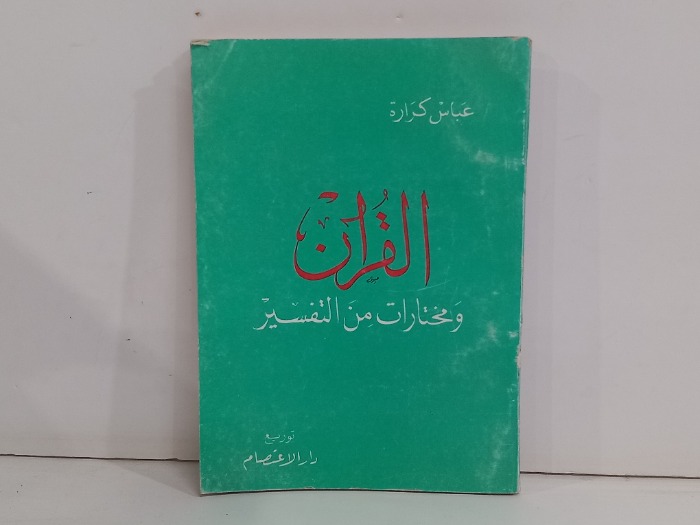 عباس كرارة
القرآن
ومختارات من التفسير
توزيع
دار الاعتصام